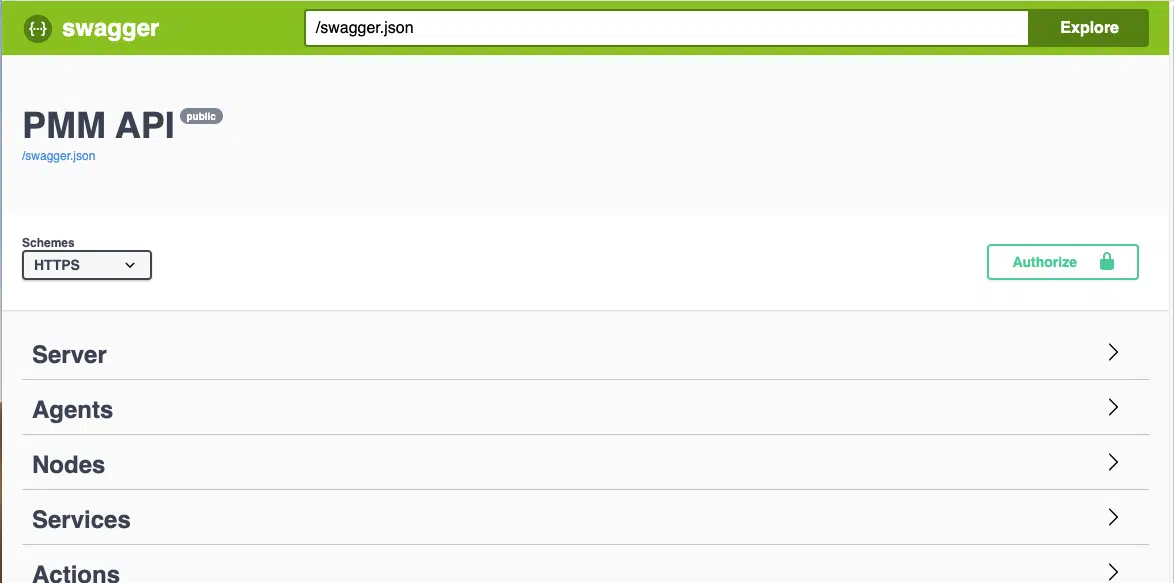 {··} swagger
/swagger.json
Explore
PMM API public
/swagger.json
Schemes
HTTPS
Authorize
Server
Agents
Nodes
Services
Actions